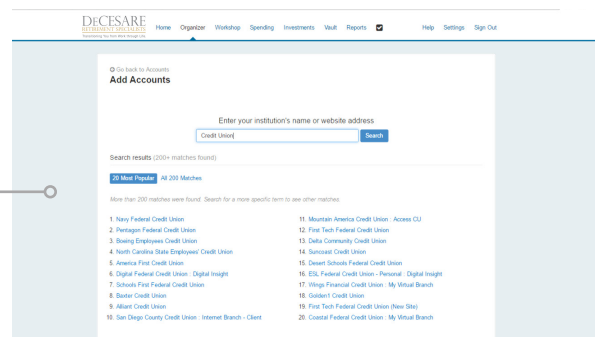 DECESARE
RETIREMENT SPECIALISTS
Home Organizer Workshop Spending Investments Vault Reports Help Settings Sign Out
Go back to Accounts
Add Accounts
Enter your institution's name or website address
Credit Union
Search
Search results (200+ matches found)
20 Most Popular All 200 Matches
More than 200 matches were found. Search for a more specific term to see other matches.
1. Navy Federal Credit Union
2. Pentagon Federal Credit Union
3. Boeing Employees Credit Union
4. North Carolina State Employees' Credit Union
5. America First Credit Union
6. Digital Federal Credit Union : Digital Insight
7. Schools First Federal Credit Union
8. Baxter Credit Union
9. Alliant Credit Union
10. San Diego County Credit Union : Internet Branch - Client
11. Mountain America Credit Union : Access CU
12. First Tech Federal Credit Union
13. Delta Community Credit Union
14. Suncoast Credit Union
15. Desert Schools Federal Credit Union
16. ESL Federal Credit Union - Personal : Digital Insight
17. Wings Financial Credit Union : My Virtual Branch
18. Golden1 Credit Union
19. First Tech Federal Credit Union (New Site)
20. Coastal Federal Credit Union : My Virtual Branch